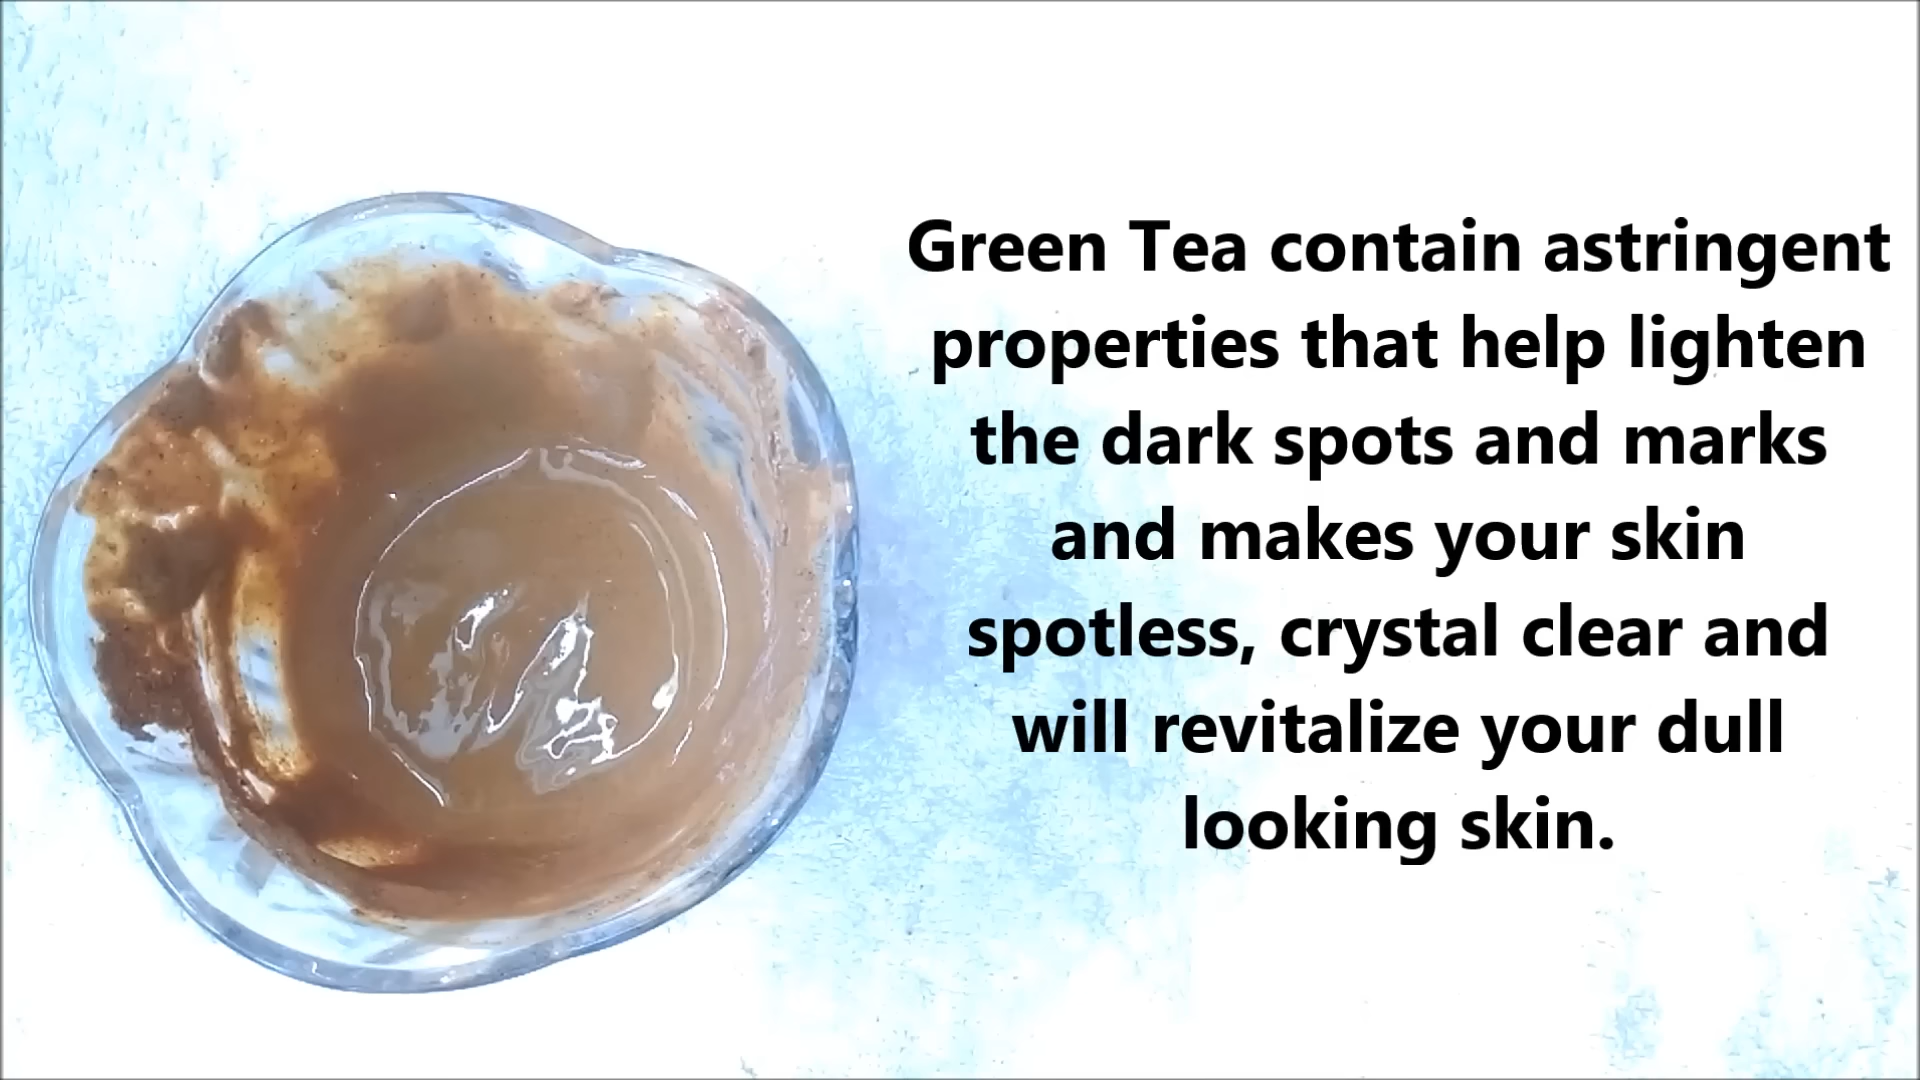 Green Tea contain astringent
properties that help lighten
the dark spots and marks
and makes your skin
spotless, crystal clear and
will revitalize your dull
looking skin.